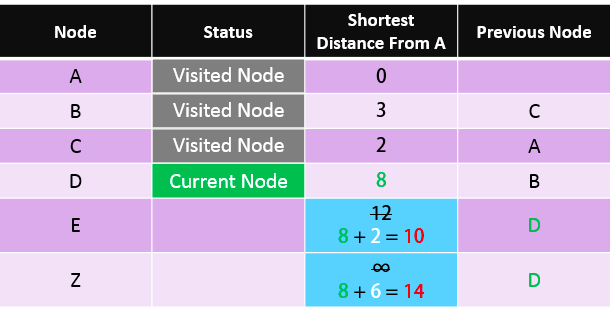 Node Status Shortest Distance From A Previous Node
A Visited Node 0
B Visited Node 3 C
C Visited Node 2 A
D Current Node 8 B
E 12 D
8 + 2 = 10
Z ∞ D
8 + 6 = 14